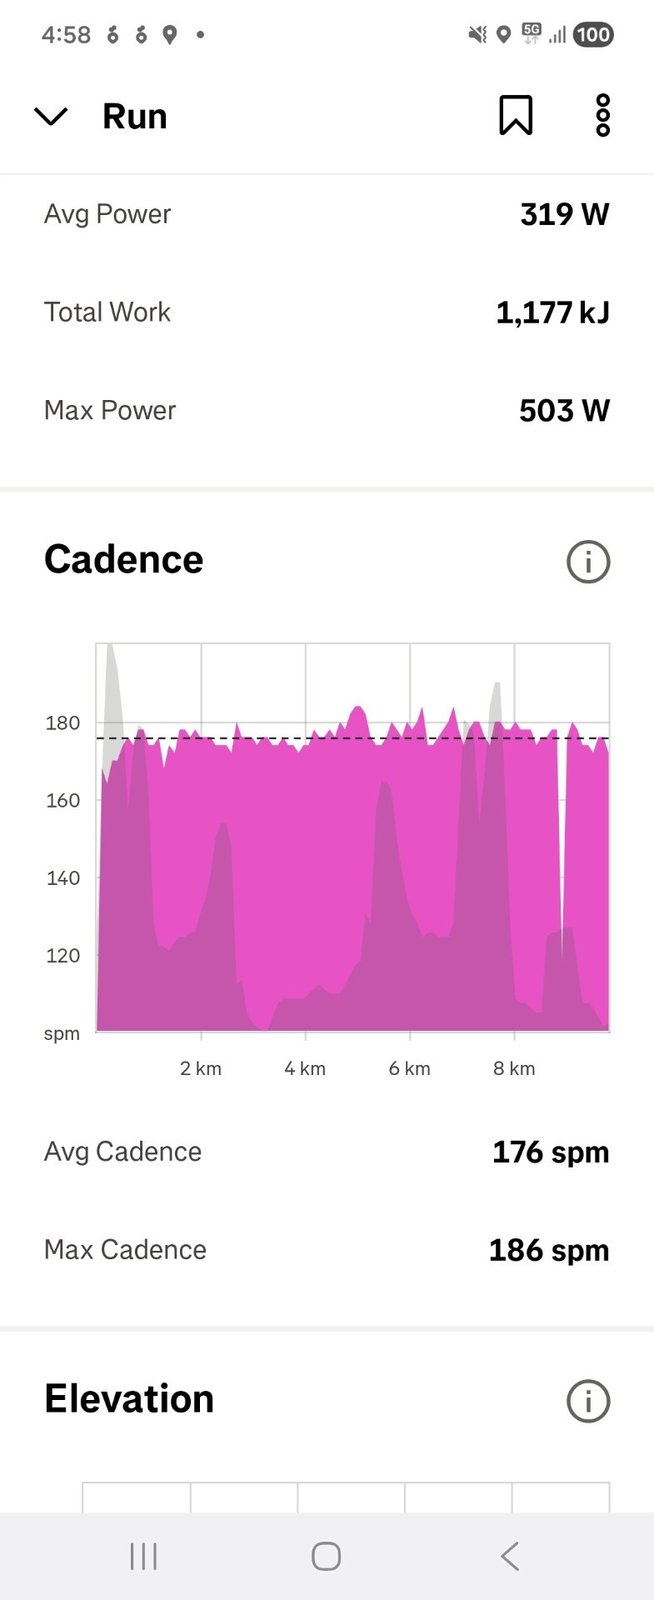 4:58 5G 100
Run
Avg Power 319 W
Total Work 1,177 kJ
Max Power 503 W
Cadence i
180
160
140
120
spm
2 km 4 km 6 km 8 km
Avg Cadence 176 spm
Max Cadence 186 spm
Elevation i